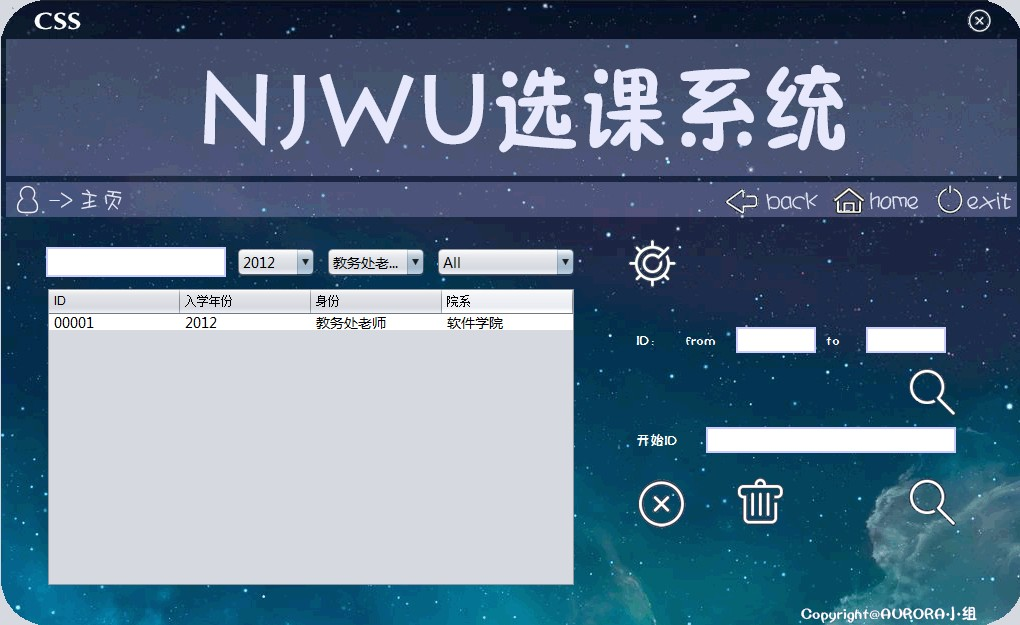 CSS
NJWU选课系统
-> 主页 back home exit
2012 教务处老... All
ID 入学年份 身份 院系
00001 2012 教务处老师 软件学院
ID： from to
开始ID
Copyright@AURORA小组